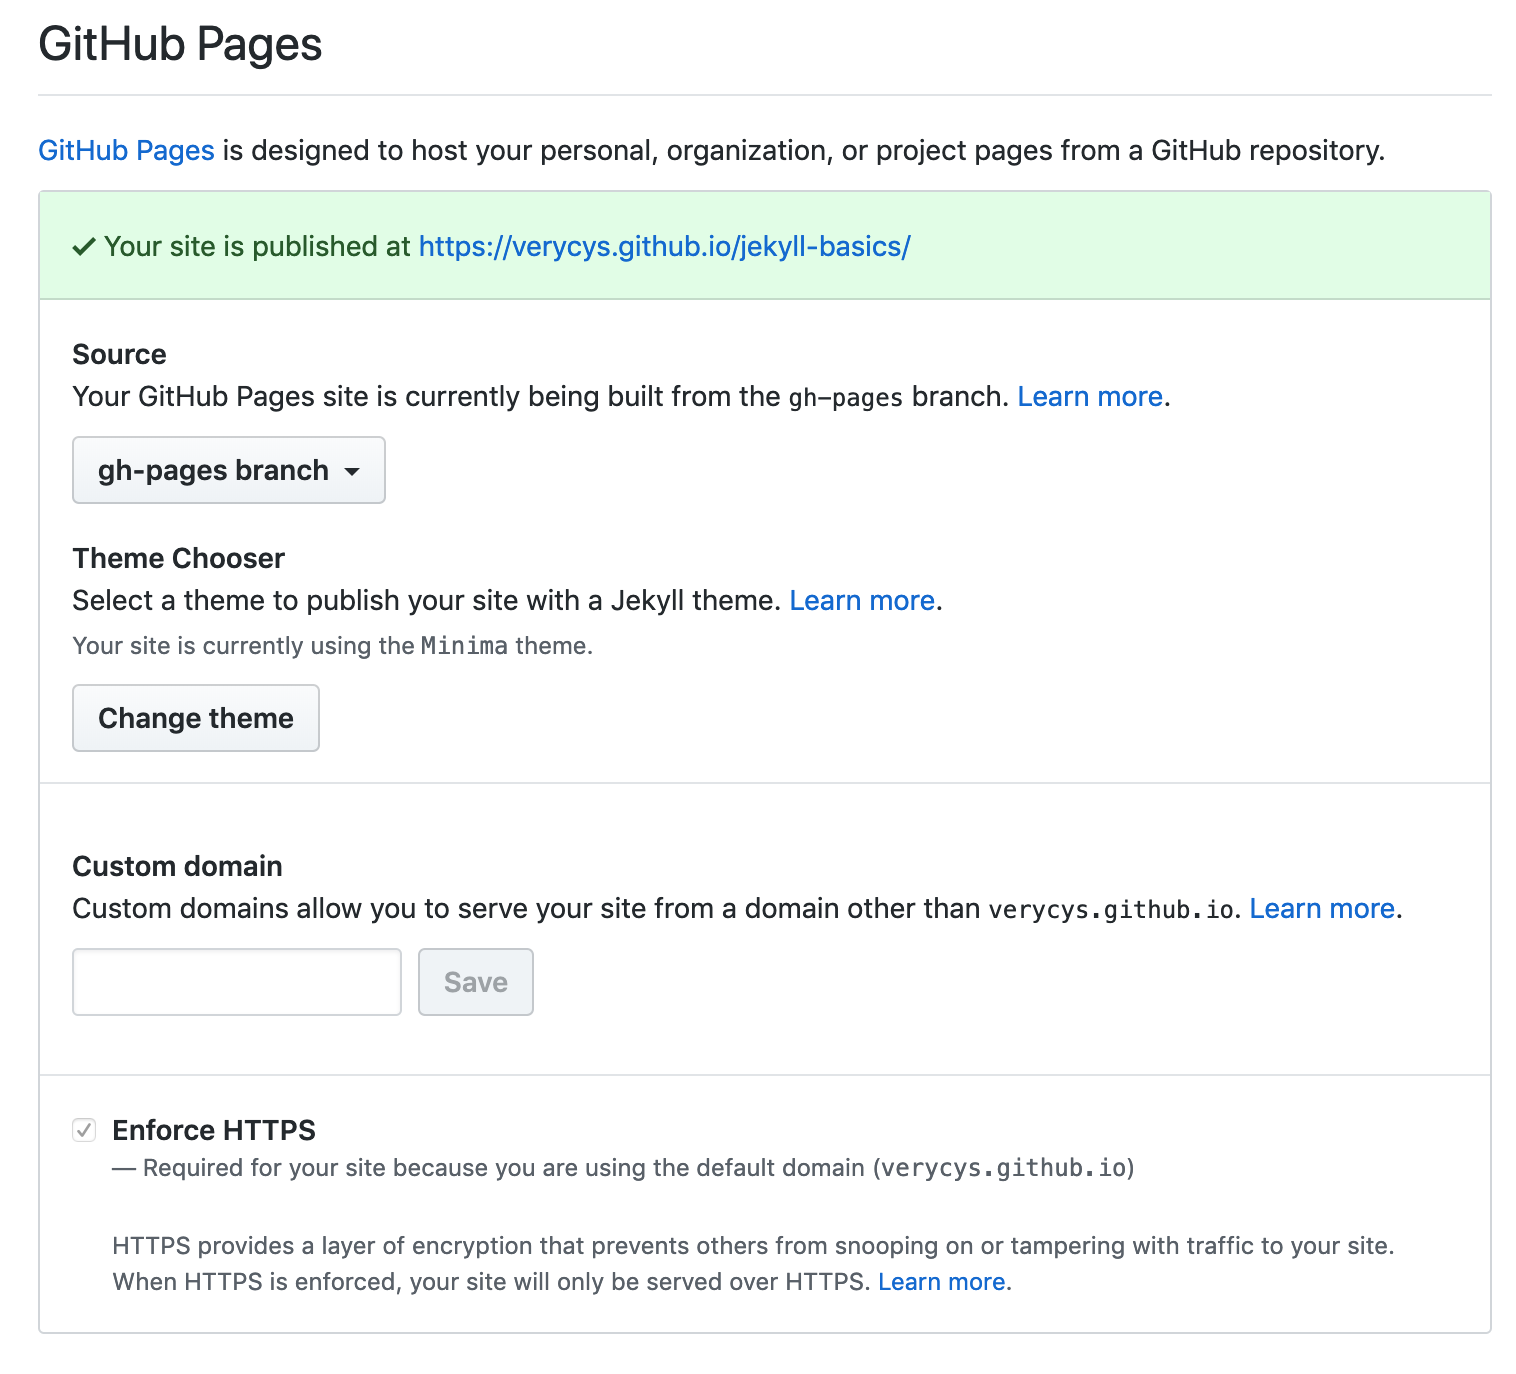 GitHub Pages
GitHub Pages is designed to host your personal, organization, or project pages from a GitHub repository.
Your site is published at https://verycys.github.io/jekyll-basics/
Source
Your GitHub Pages site is currently being built from the gh-pages branch. Learn more.
gh-pages branch
Theme Chooser
Select a theme to publish your site with a Jekyll theme. Learn more.
Your site is currently using the Minima theme.
Change theme
Custom domain
Custom domains allow you to serve your site from a domain other than verycys.github.io. Learn more.
Save
Enforce HTTPS
— Required for your site because you are using the default domain (verycys.github.io)
HTTPS provides a layer of encryption that prevents others from snooping on or tampering with traffic to your site.
When HTTPS is enforced, your site will only be served over HTTPS. Learn more.